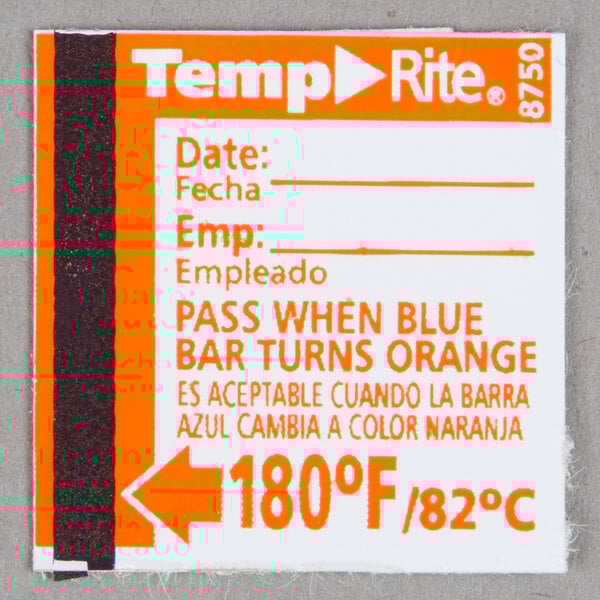 Temp Rite®
8750
Date:
Fecha
Emp:
Empleado
PASS WHEN BLUE
BAR TURNS ORANGE
ES ACEPTABLE CUANDO LA BARRA
AZUL CAMBIA A COLOR NARANJA
180°F/82°C